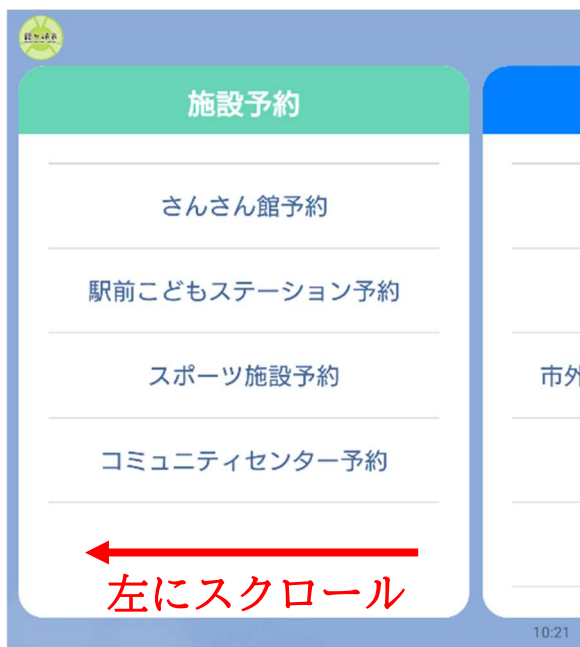 施設予約
さんさん館予約
駅前こどもステーション予約
スポーツ施設予約
市外
コミュニティセンター予約
左にスクロール
10:21